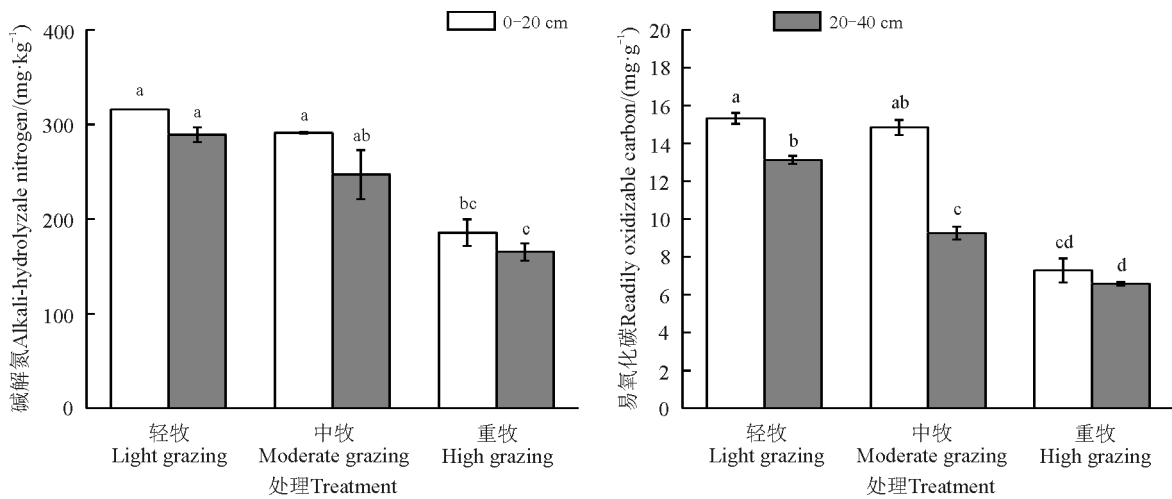 0-20 cm
20-40 cm
碱解氮Alkali-hydrolyzale nitrogen/(mg·kg⁻¹)
400
300
200
100
0
a
a
a
ab
bc
c
轻牧
中牧
重牧
Light grazing
Moderate grazing
High grazing
处理Treatment
易氧化碳Readily oxidizable carbon/(mg·g⁻¹)
20
18
16
14
12
10
8
6
4
2
0
a
b
ab
c
cd
d
轻牧
中牧
重牧
Light grazing
Moderate grazing
High grazing
处理Treatment